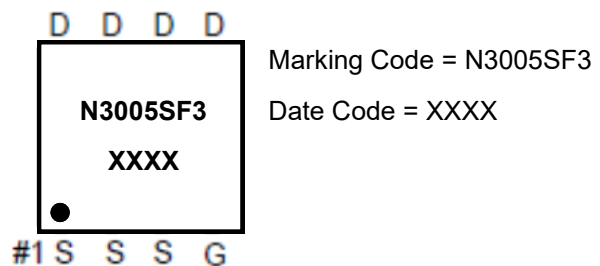 D D D D
N3005SF3
XXXX
#1 S S S G
Marking Code = N3005SF3
Date Code = XXXX